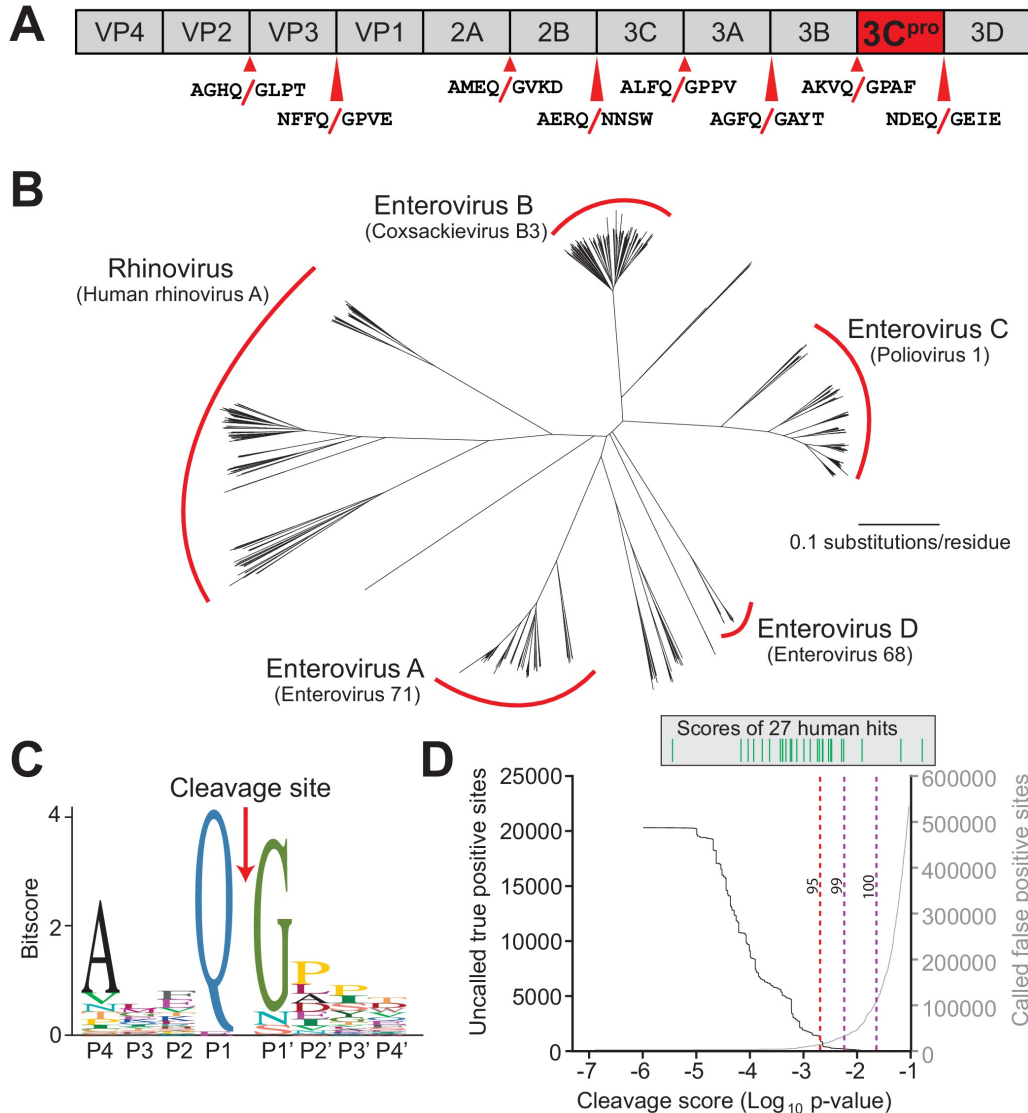 A
VP4 VP2 VP3 VP1 2A 2B 3C 3A 3B 3Cpro 3D
AGHQ/GLPT AMEQ/GVKD ALFQ/GPPV AKVQ/GPAF
NFFQ/GPVE AERQ/NNSW AGFQ/GAYT NDEQ/GEIE
B
Enterovirus B
(Coxsackievirus B3)
Rhinovirus
(Human rhinovirus A)
Enterovirus C
(Poliovirus 1)
0.1 substitutions/residue
Enterovirus D
(Enterovirus 68)
Enterovirus A
(Enterovirus 71)
C
Cleavage site
Bitscore
4
2
0
A Q G
P4 P3 P2 P1 P1' P2' P3' P4'
D
Scores of 27 human hits
Uncalled true positive sites
25000
20000
15000
10000
5000
0
95 99 100
600000
500000
400000
300000
200000
100000
0
Called false positive sites
-7 -6 -5 -4 -3 -2 -1
Cleavage score (Log10 p-value)